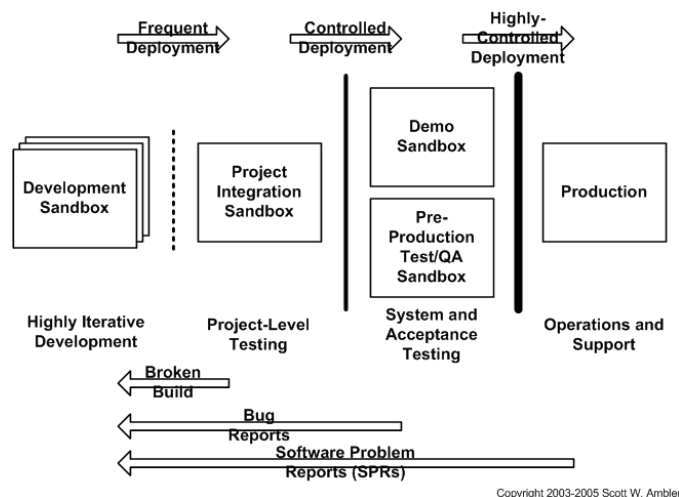 Frequent
Deployment
Controlled
Deployment
Highly-
Controlled
Deployment
Development
Sandbox
Project
Integration
Sandbox
Demo
Sandbox
Pre-
Production
Test/QA
Sandbox
Production
Highly Iterative
Development
Project-Level
Testing
System and
Acceptance
Testing
Operations and
Support
Broken
Build
Bug
Reports
Software Problem
Reports (SPRs)
Copyright 2003-2005 Scott W. Ambler